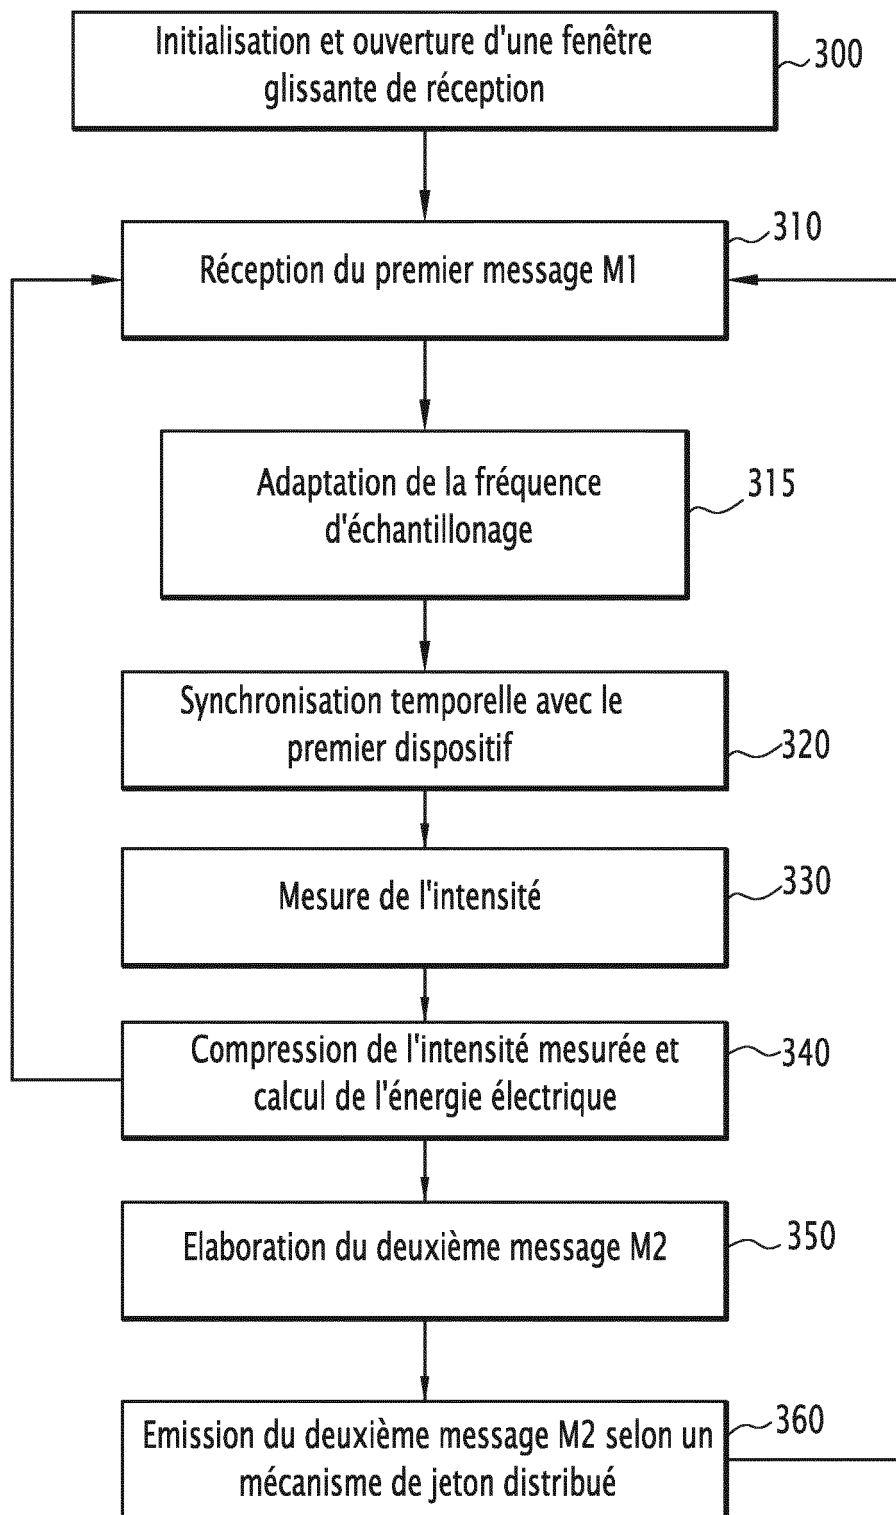 Initialisation et ouverture d'une fenêtre
glissante de réception
300
310
Réception du premier message M1
Adaptation de la fréquence
d'échantillonage
315
Synchronisation temporelle avec le
premier dispositif
320
Mesure de l'intensité
330
Compression de l'intensité mesurée et
calcul de l'énergie électrique
340
Elaboration du deuxième message M2
350
Emission du deuxième message M2 selon un
mécanisme de jeton distribué
360